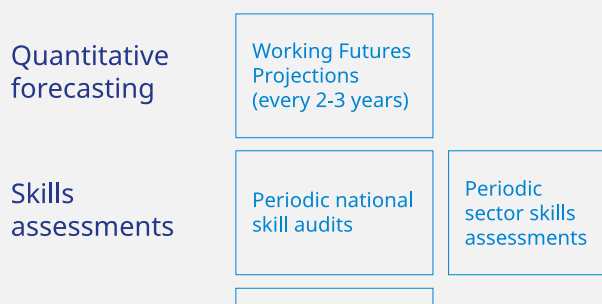 Quantitative
forecasting
Working Futures
Projections
(every 2-3 years)
Skills
assessments
Periodic national
skill audits
Periodic
sector skills
assessments